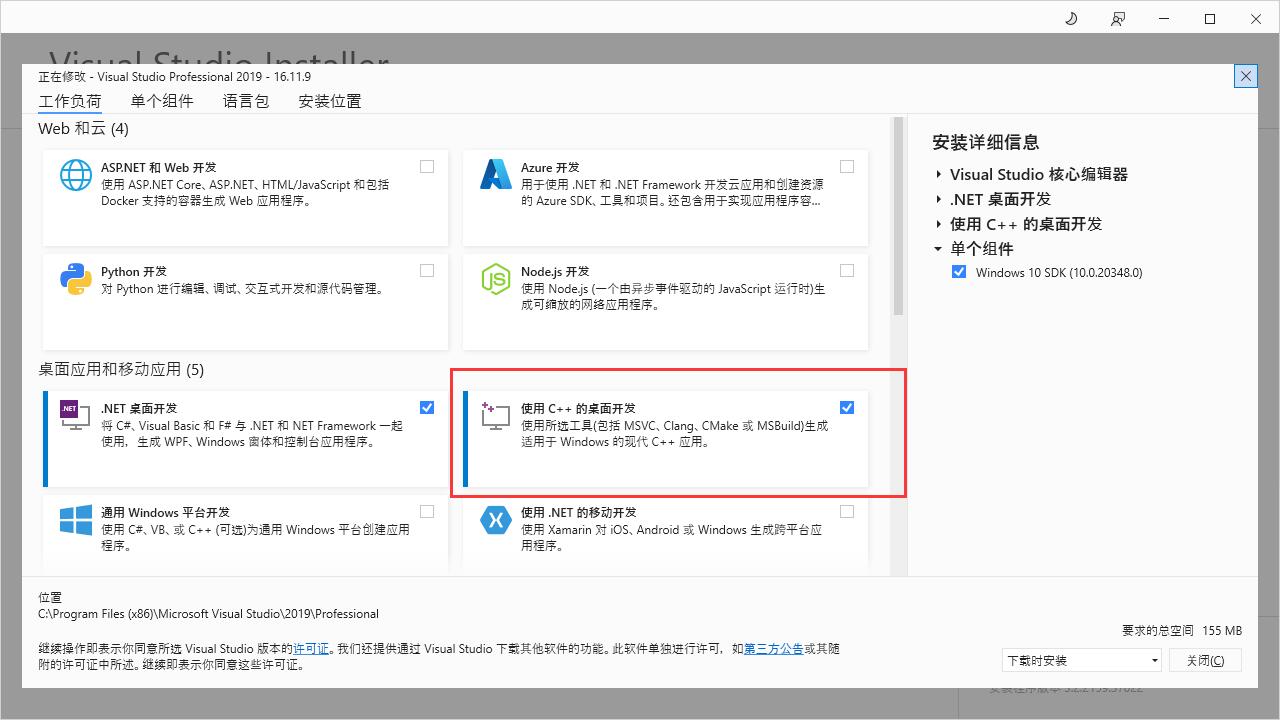 Visual Studio Installer
正在修改 - Visual Studio Professional 2019 - 16.11.9
工作负荷 单个组件 语言包 安装位置
Web 和云 (4)
ASP.NET 和 Web 开发
使用 ASP.NET Core、ASP.NET、HTML/JavaScript 和包括
Docker 支持的容器生成 Web 应用程序。
Azure 开发
用于使用 .NET 和 .NET Framework 开发云应用和创建资源
的 Azure SDK、工具和项目。还包含用于实现应用程序容...
Python 开发
对 Python 进行编辑、调试、交互式开发和源代码管理。
Node.js 开发
使用 Node.js (一个由异步事件驱动的 JavaScript 运行时)生
成可缩放的网络应用程序。
桌面应用和移动应用 (5)
.NET
.NET 桌面开发
将 C#、Visual Basic 和 F# 与 .NET 和 NET Framework 一起
使用，生成 WPF、Windows 窗体和控制台应用程序。
使用 C++ 的桌面开发
使用所选工具(包括 MSVC、Clang、CMake 或 MSBuild)生成
适用于 Windows 的现代 C++ 应用。
通用 Windows 平台开发
使用 C#、VB、或 C++ (可选)为通用 Windows 平台创建应用
程序。
使用 .NET 的移动开发
使用 Xamarin 对 iOS、Android 或 Windows 生成跨平台应
用程序。
安装详细信息
Visual Studio 核心编辑器
.NET 桌面开发
使用 C++ 的桌面开发
单个组件
Windows 10 SDK (10.0.20348.0)
位置
C:\Program Files (x86)\Microsoft Visual Studio\2019\Professional
继续操作即表示你同意所选 Visual Studio 版本的许可证。我们还提供通过 Visual Studio 下载其他软件的功能。此软件单独进行许可，如第三方公告或其随
附的许可证中所述。继续即表示你同意这些许可证。
要求的总空间 155 MB
下载时安装
关闭(C)